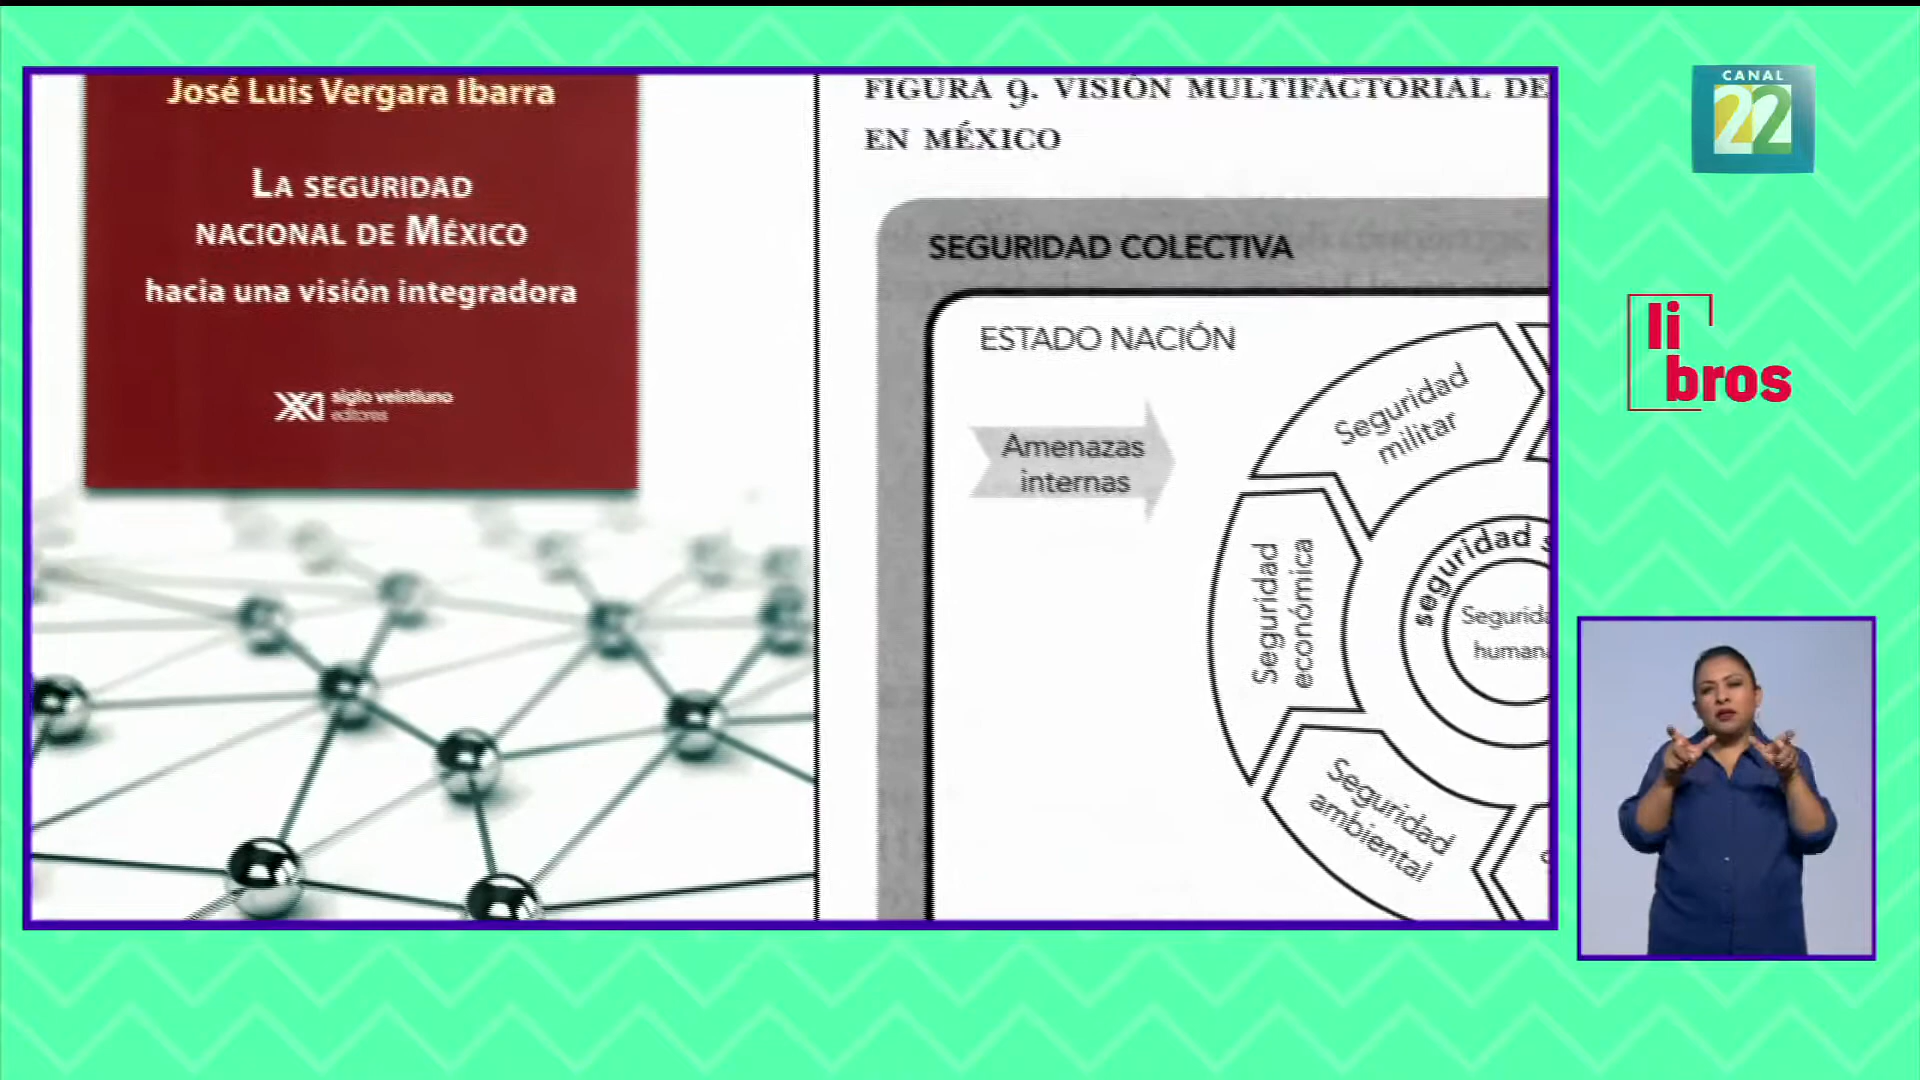 José Luis Vergara Ibarra
LA SEGURIDAD
NACIONAL DE MÉXICO
hacia una visión integradora
siglo veintiuno
editores
FIGURA 9. VISIÓN MULTIFACTORIAL DE
EN MÉXICO
SEGURIDAD COLECTIVA
ESTADO NACIÓN
Amenazas
internas
Seguridad
militar
Seguridad
económica
Seguridad
ambiental
seguridad
humana
CANAL
22
li
bros